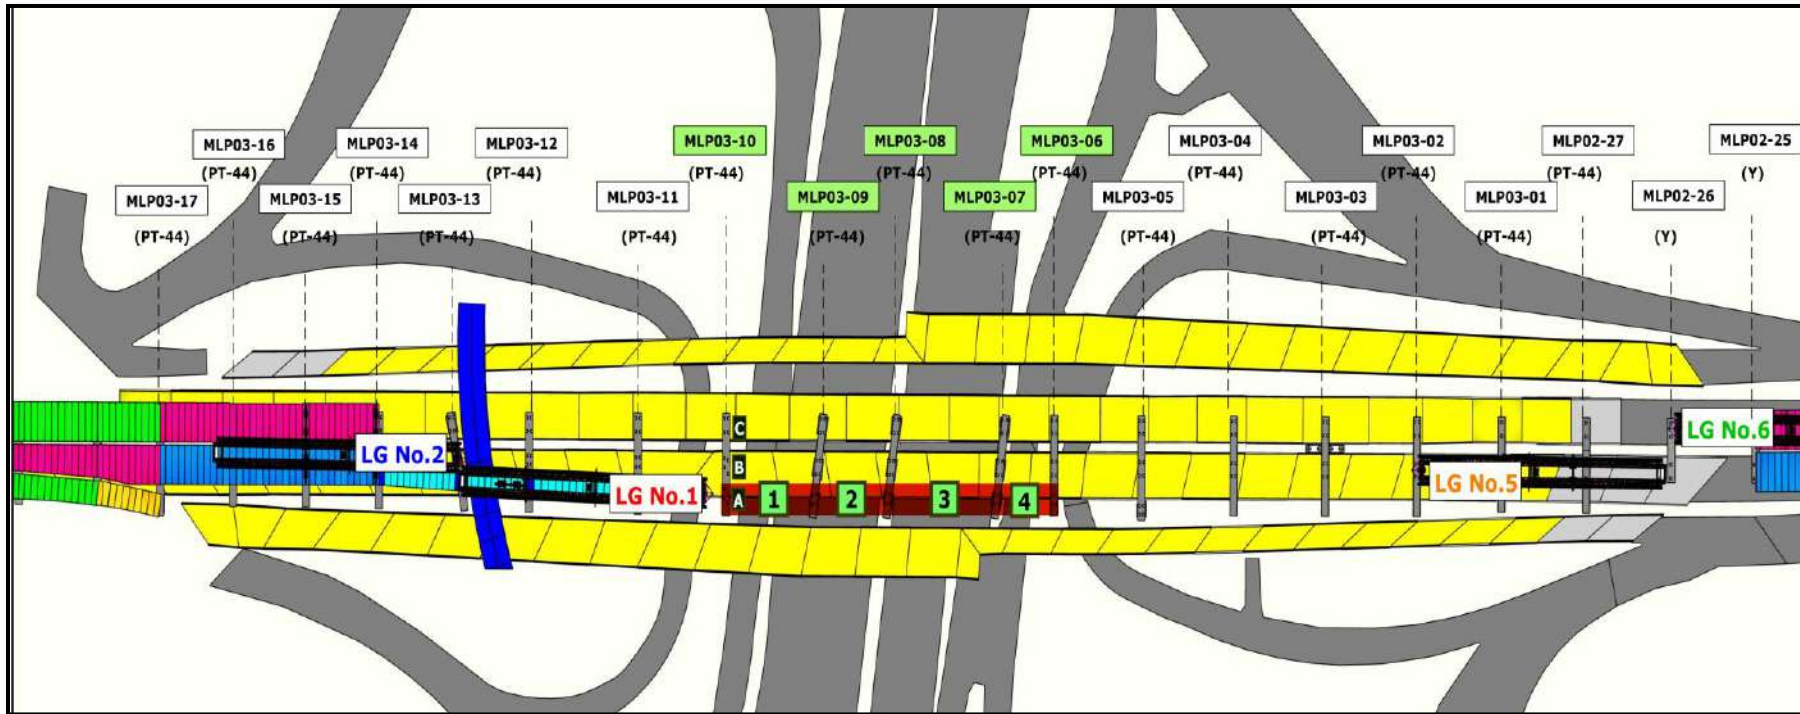 MLP03-16
(PT-44)
MLP03-14
(PT-44)
MLP03-12
(PT-44)
MLP03-10
(PT-44)
MLP03-08
(PT-44)
MLP03-06
(PT-44)
MLP03-04
(PT-44)
MLP03-02
(PT-44)
MLP02-27
(PT-44)
MLP02-25
(Y)
MLP03-17
(PT-44)
MLP03-15
(PT-44)
MLP03-13
(PT-44)
MLP03-11
(PT-44)
MLP03-09
(PT-44)
MLP03-07
(PT-44)
MLP03-05
(PT-44)
MLP03-03
(PT-44)
MLP03-01
(PT-44)
MLP02-26
(Y)
C
B
A
LG No.2
LG No.1
1
2
3
4
LG No.5
LG No.6